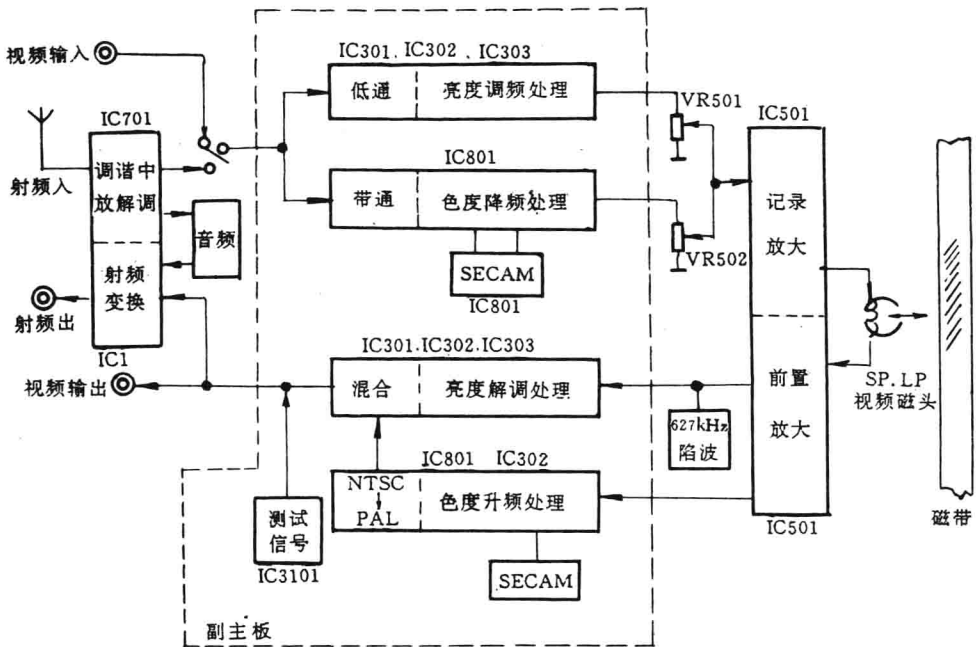 视频输入
IC701
调谐中
放解调
射频入
音频
射频
变换
射频出
IC1
视频输出
IC301、IC302、IC303
低通
亮度调频处理
IC801
带通
色度降频处理
SECAM
IC801
VR501
VR502
IC501
记录
放大
前置
放大
IC501
SP.LP
视频磁头
磁带
IC301.IC302.IC303
混合
亮度解调处理
627kHz
陷波
IC801 IC302
NTSC
PAL
色度升频处理
SECAM
测试
信号
IC3101
副主板